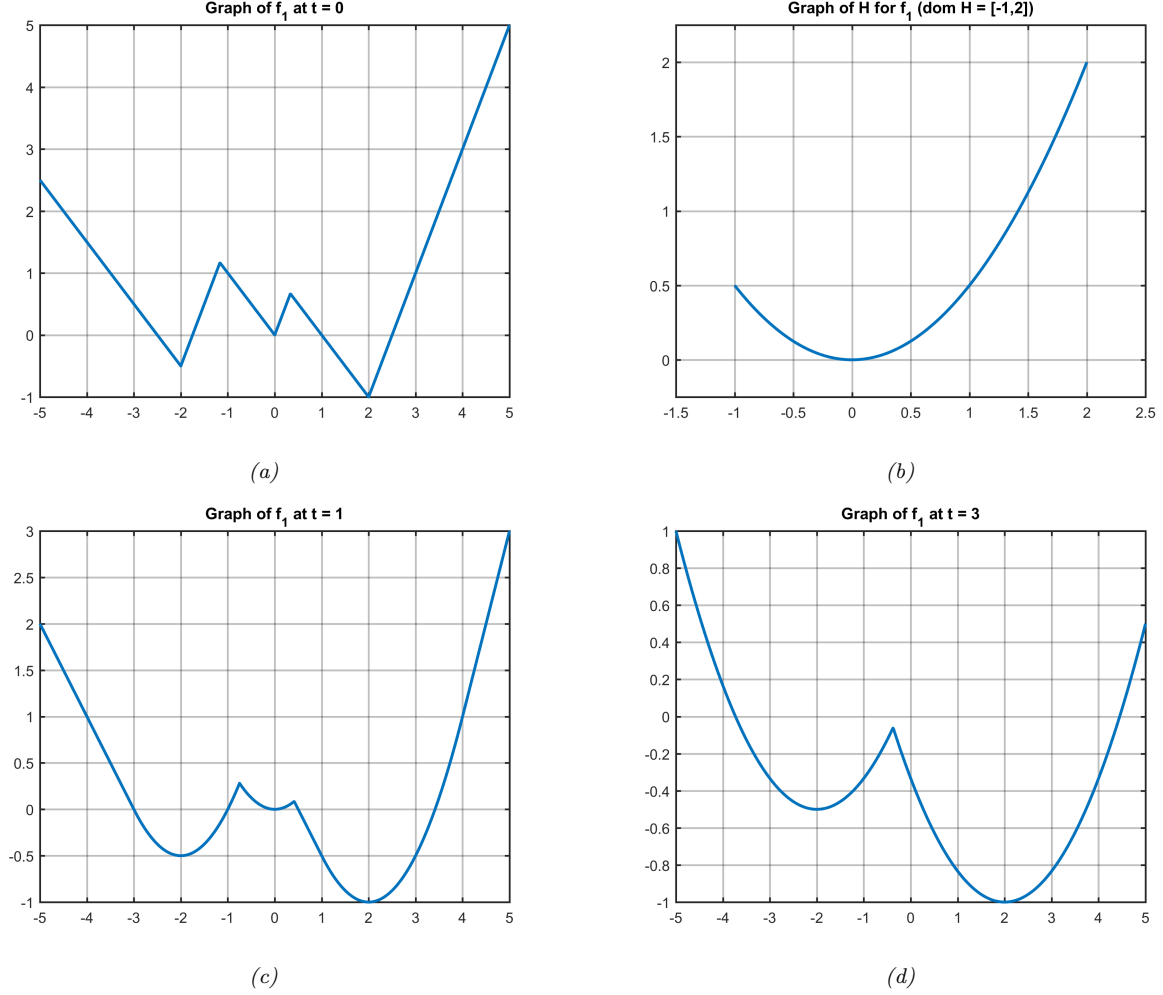 Graph of f1 at t = 0
5
4
3
2
1
0
-1
-5 -4 -3 -2 -1 0 1 2 3 4 5
(a)
Graph of H for f1 (dom H = [-1,2])
2
1.5
1
0.5
0
-1.5 -1 -0.5 0 0.5 1 1.5 2 2.5
(b)
Graph of f1 at t = 1
3
2.5
2
1.5
1
0.5
0
-0.5
-1
-5 -4 -3 -2 -1 0 1 2 3 4 5
(c)
Graph of f1 at t = 3
1
0.8
0.6
0.4
0.2
0
-0.2
-0.4
-0.6
-0.8
-1
-5 -4 -3 -2 -1 0 1 2 3 4 5
(d)